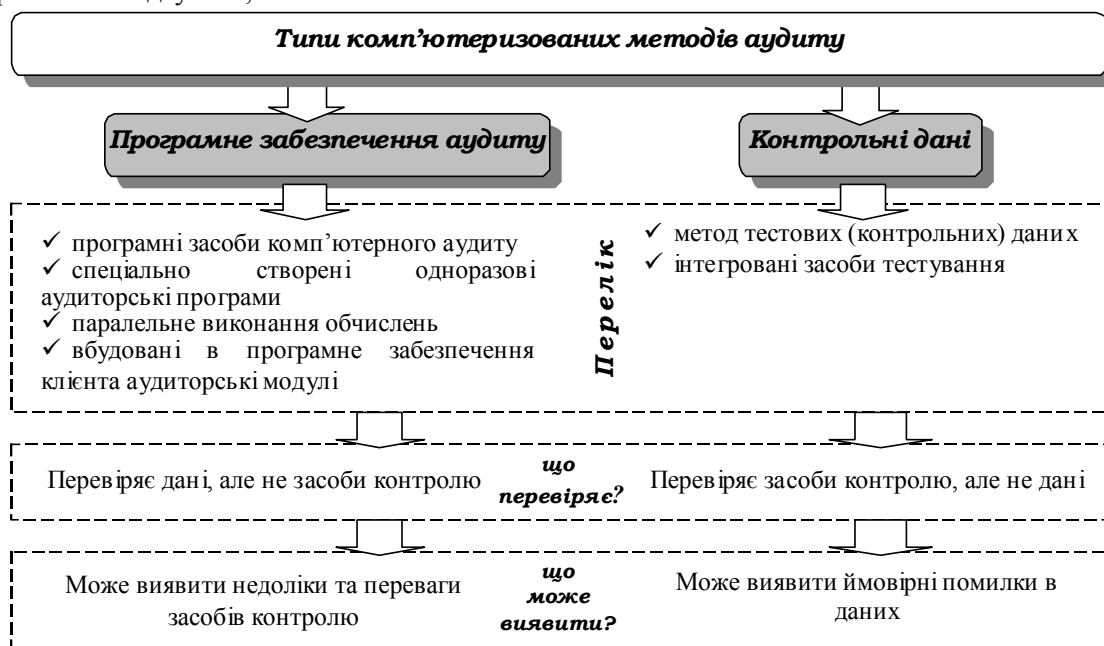 Типи комп’ютеризованих методів аудиту
Програмне забезпечення аудиту
Контрольні дані
✓ програмні засоби комп’ютерного аудиту
✓ спеціально створені одноразові
аудиторські програми
✓ паралельне виконання обчислень
✓ вбудовані в програмне забезпечення
клієнта аудиторські модулі
Перелік
✓ метод тестових (контрольних) даних
✓ інтегровані засоби тестування
Перевіряє дані, але не засоби контролю
що
перевіряє?
Перевіряє засоби контролю, але не дані
Може виявити недоліки та переваги
засобів контролю
що
може
виявити?
Може виявити ймовірні помилки в
даних